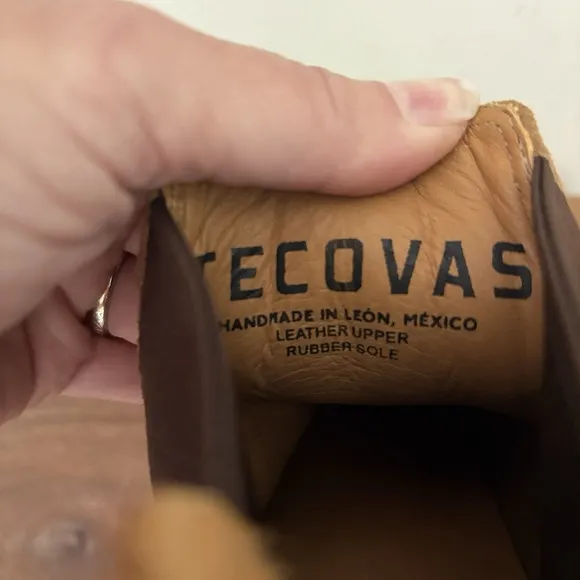 TECOVAS
HANDMADE IN LEÓN, MÉXICO
LEATHER UPPER
RUBBER SOLE